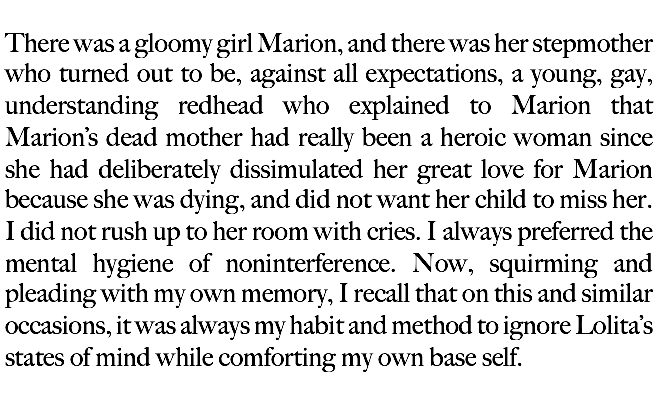 There was a gloomy girl Marion, and there was her stepmother
who turned out to be, against all expectations, a young, gay,
understanding redhead who explained to Marion that
Marion’s dead mother had really been a heroic woman since
she had deliberately dissimulated her great love for Marion
because she was dying, and did not want her child to miss her.
I did not rush up to her room with cries. I always preferred the
mental hygiene of noninterference. Now, squirming and
pleading with my own memory, I recall that on this and similar
occasions, it was always my habit and method to ignore Lolita’s
states of mind while comforting my own base self.